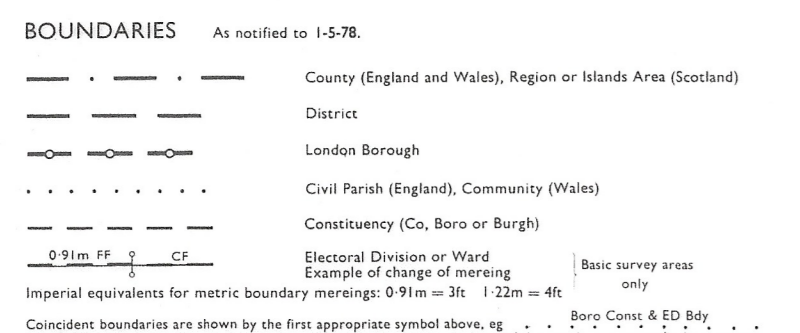 BOUNDARIES As notified to 1-5-78.
County (England and Wales), Region or Islands Area (Scotland)
District
London Borough
Civil Parish (England), Community (Wales)
Constituency (Co, Boro or Burgh)
0·91m FF CF Electoral Division or Ward
Example of change of mereing
Basic survey areas
only
Imperial equivalents for metric boundary mereings: 0·91m = 3ft 1·22m = 4ft
Coincident boundaries are shown by the first appropriate symbol above, eg Boro Const & ED Bdy